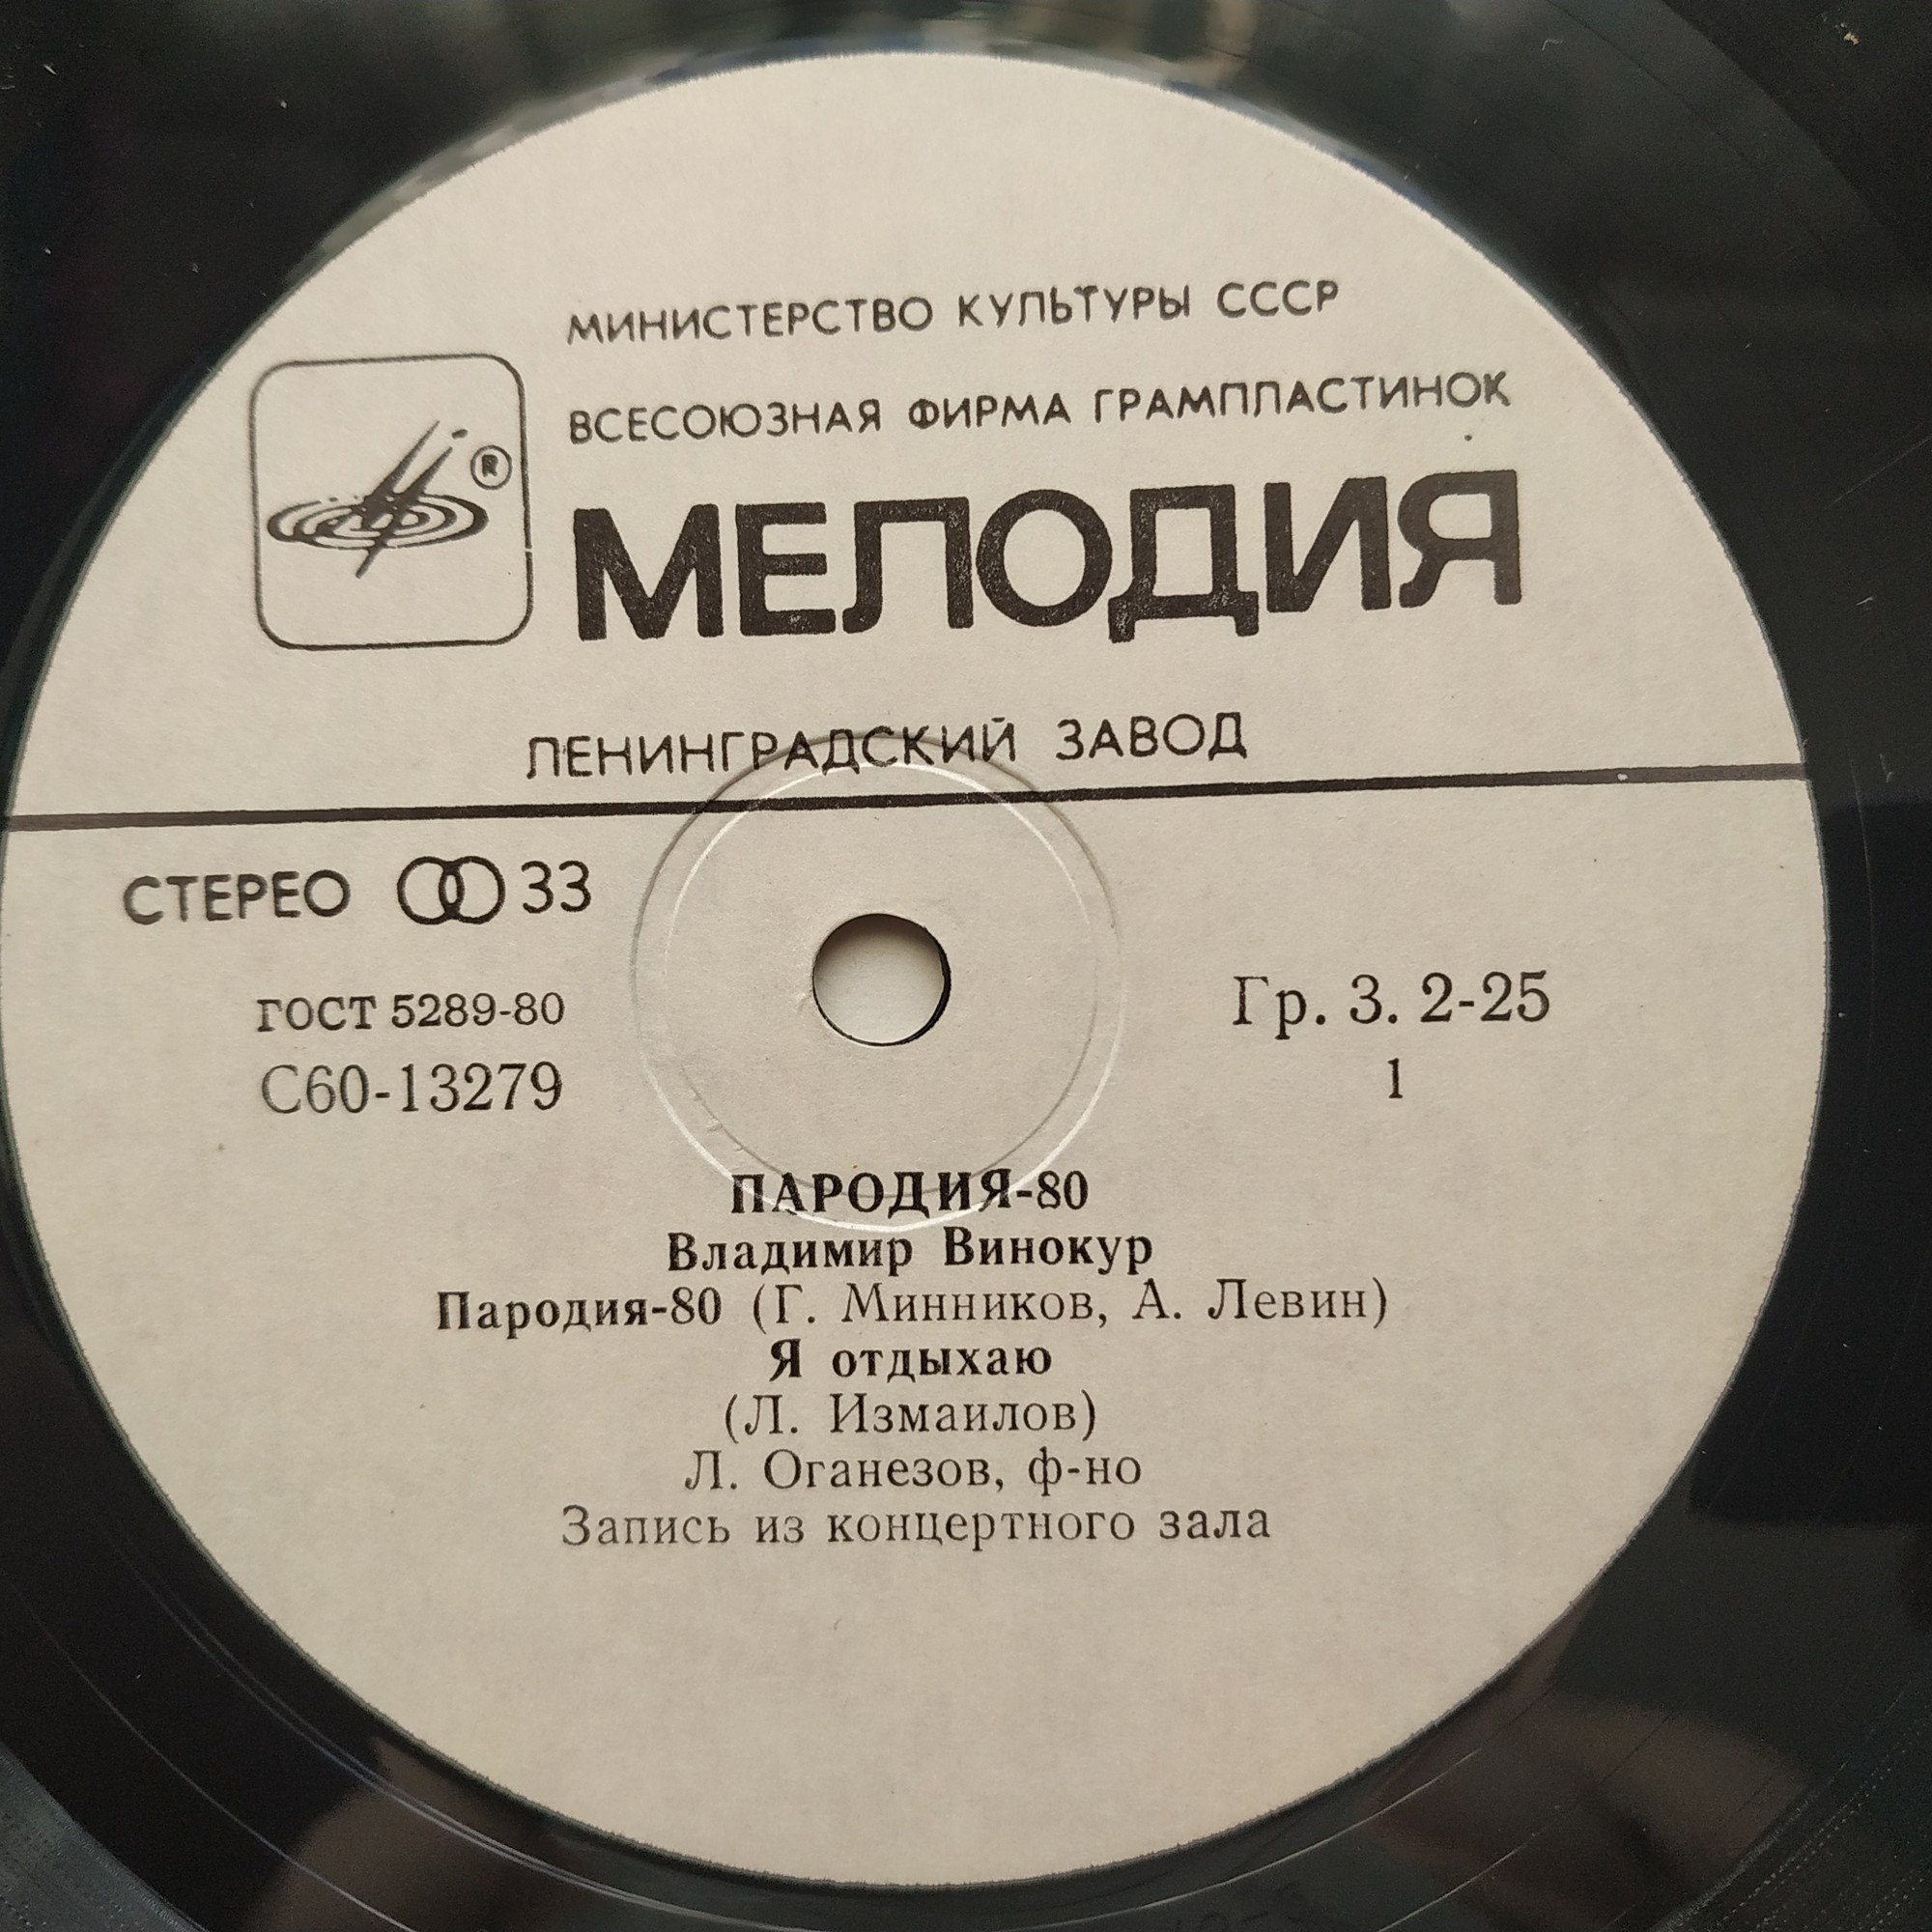 МИНИСТЕРСТВО КУЛЬТУРЫ СССР
ВСЕСОЮЗНАЯ ФИРМА ГРАМПЛАСТИНОК
®
МЕЛОДИЯ
ЛЕНИНГРАДСКИЙ ЗАВОД
СТЕРЕО 33
ГОСТ 5289-80
С60-13279
Гр. 3. 2-25
1
ПАРОДИЯ-80
Владимир Винокур
Пародия-80 (Г. Минников, А. Левин)
Я отдыхаю
(Л. Измаилов)
Л. Оганезов, ф-но
Запись из концертного зала